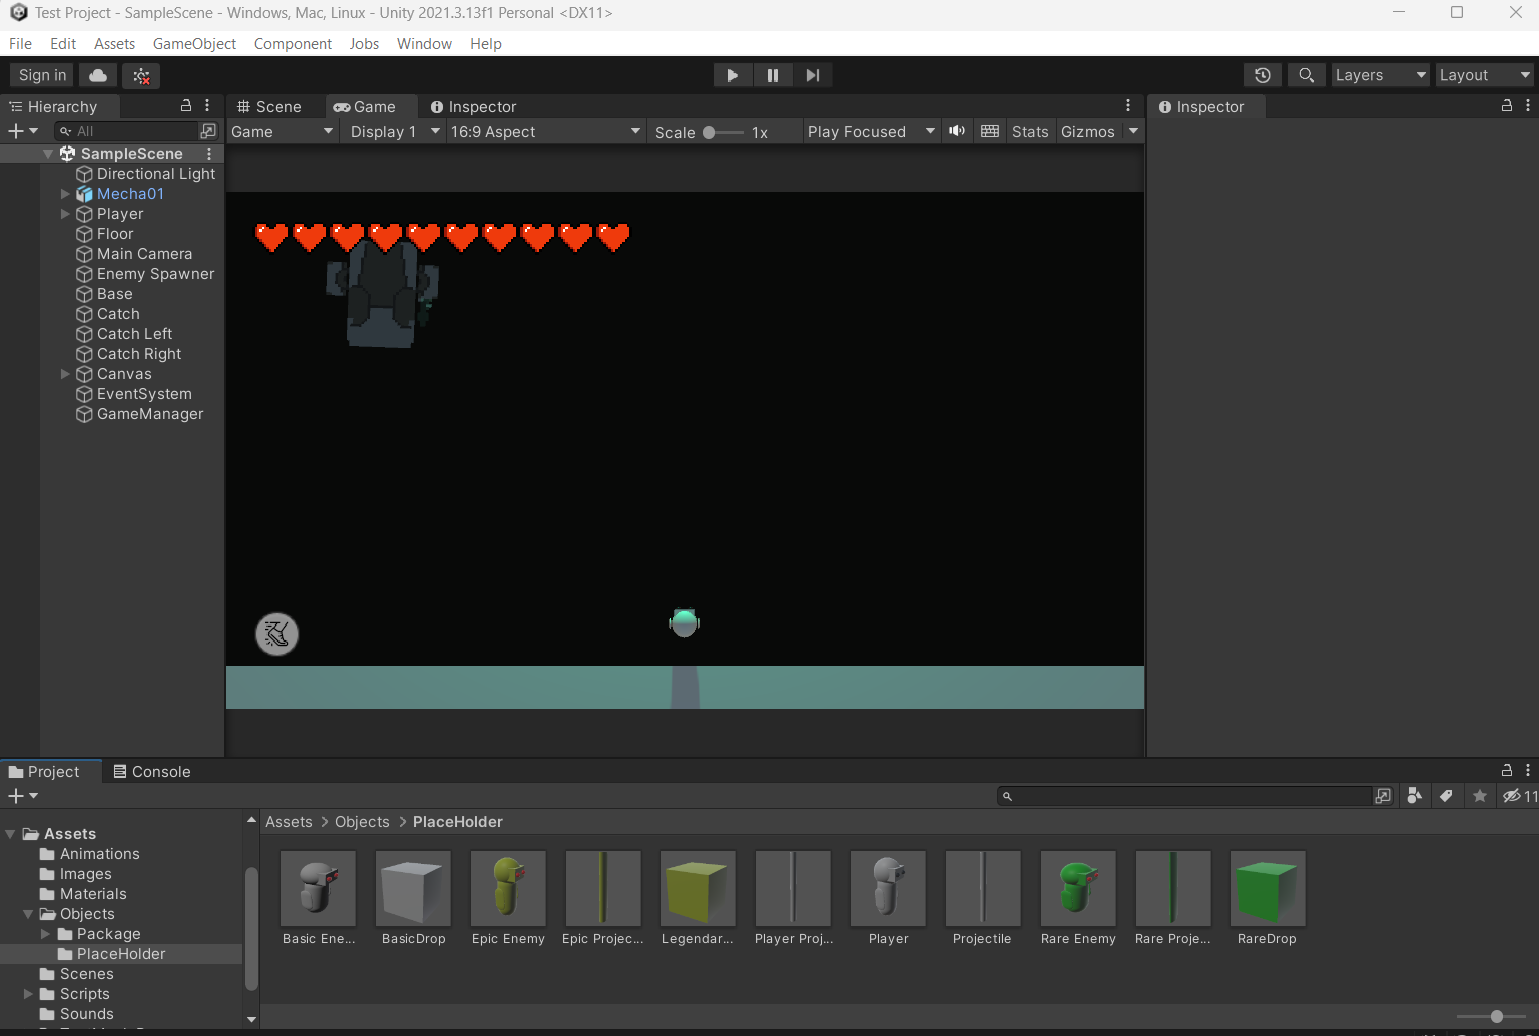 Test Project - SampleScene - Windows, Mac, Linux - Unity 2021.3.13f1 Personal <DX11>
File Edit Assets GameObject Component Jobs Window Help
Sign in Layers Layout
Hierarchy Scene Game Inspector Inspector
All Game Display 1 16:9 Aspect Scale 1x Play Focused Stats Gizmos
SampleScene
Directional Light
Mecha01
Player
Floor
Main Camera
Enemy Spawner
Base
Catch
Catch Left
Catch Right
Canvas
EventSystem
GameManager
Project Console
11
Assets > Objects > PlaceHolder
Assets
Animations
Images
Materials
Objects
Package
PlaceHolder
Scenes
Scripts
Sounds
Basic Ene... BasicDrop Epic Enemy Epic Projec... Legendar... Player Proj... Player Projectile Rare Enemy Rare Proje... RareDrop